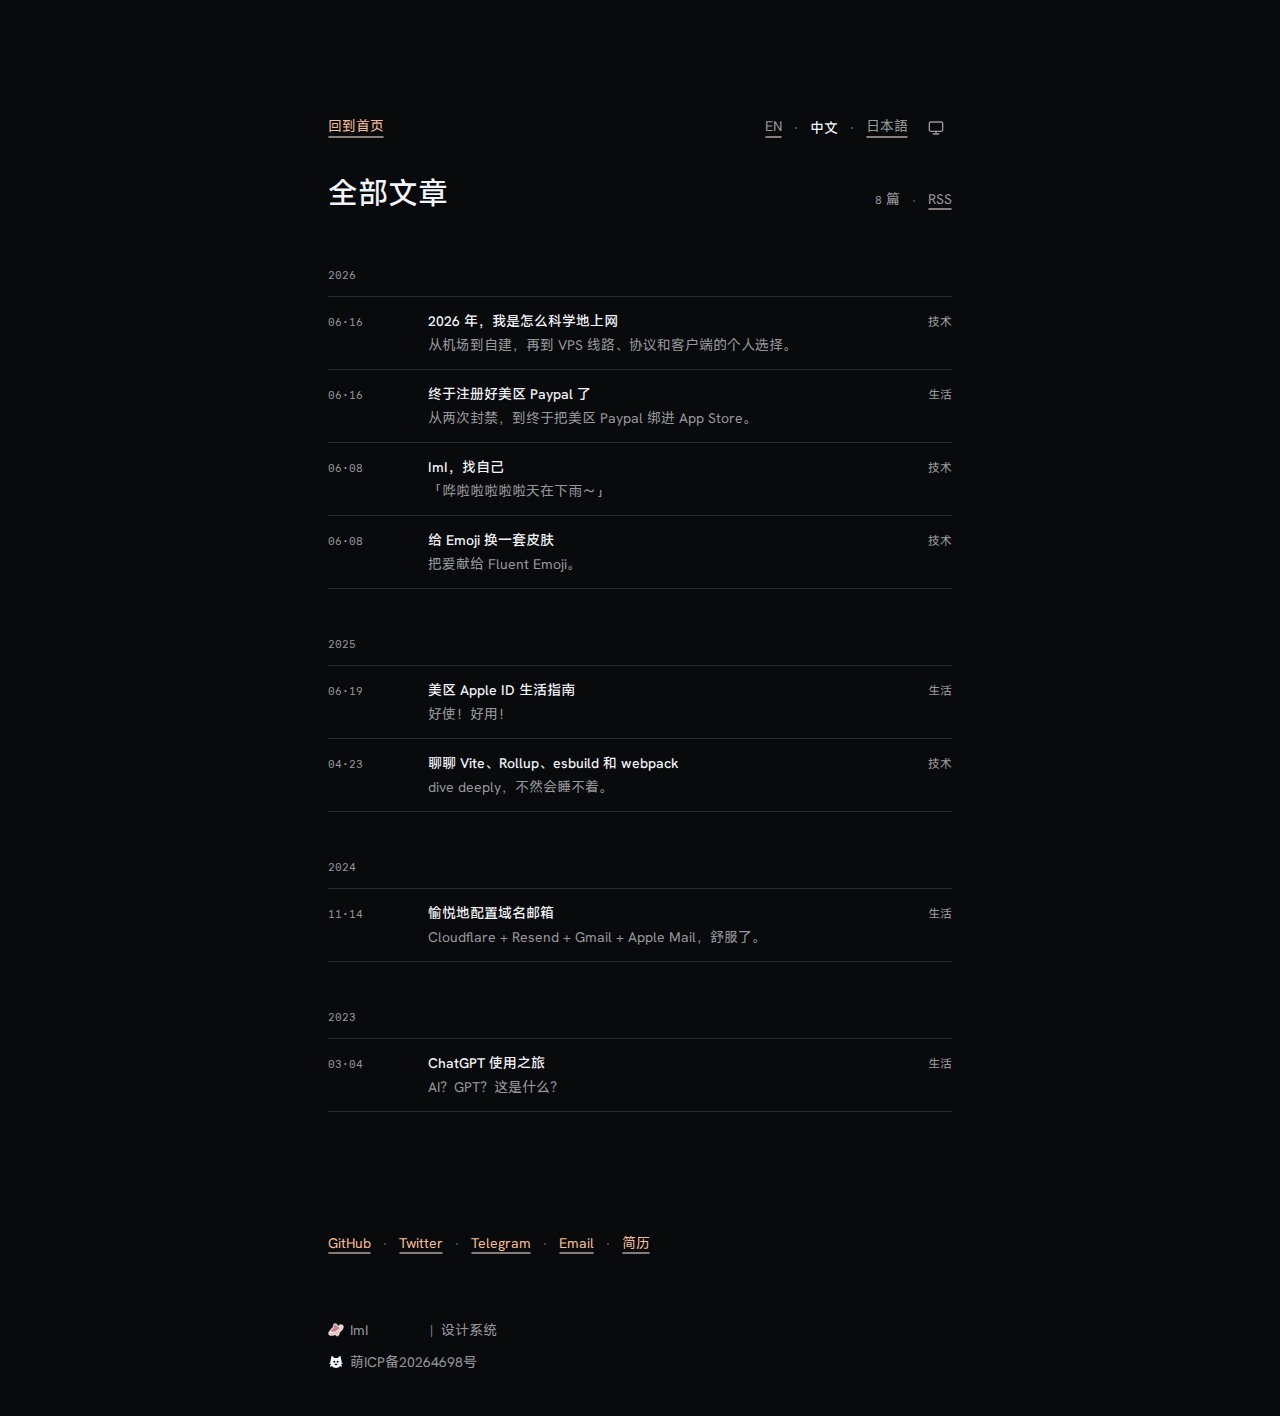 回到首页
EN · 中文 · 日本語
全部文章
8 篇 · RSS
2026
06·16 2026 年，我是怎么科学地上网 技术
从机场到自建，再到 VPS 线路、协议和客户端的个人选择。
06·16 终于注册好美区 Paypal 了 生活
从两次封禁，到终于把美区 Paypal 绑进 App Store。
06·08 lml，找自己 技术
「哗啦啦啦啦啦天在下雨～」
06·08 给 Emoji 换一套皮肤 技术
把爱献给 Fluent Emoji。
2025
06·19 美区 Apple ID 生活指南 生活
好使！好用！
04·23 聊聊 Vite、Rollup、esbuild 和 webpack 技术
dive deeply，不然会睡不着。
2024
11·14 愉悦地配置域名邮箱 生活
Cloudflare + Resend + Gmail + Apple Mail，舒服了。
2023
03·04 ChatGPT 使用之旅 生活
AI？GPT？这是什么？
GitHub · Twitter · Telegram · Email · 简历
lml | 设计系统
萌ICP备20264698号